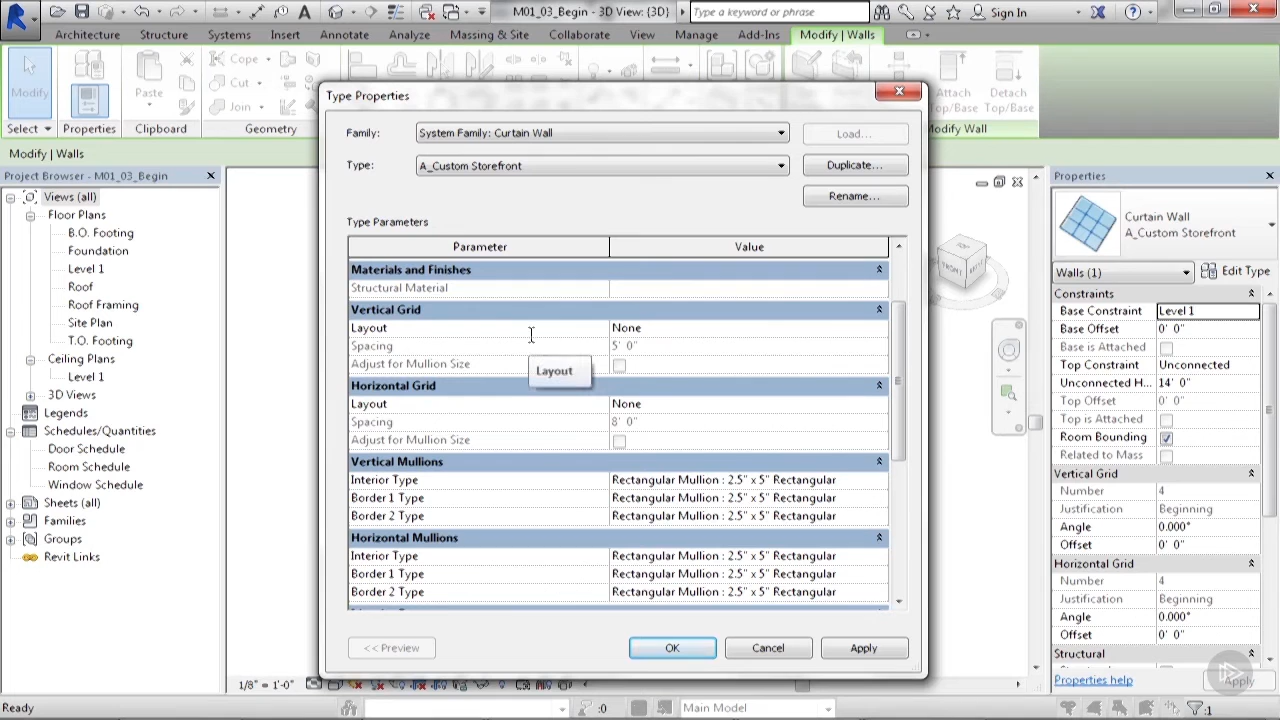 M01_03_Begin - 3D View: {3D}
Type a keyword or phrase
Sign In
Architecture
Structure
Systems
Insert
Annotate
Analyze
Massing & Site
Collaborate
View
Manage
Add-Ins
Modify | Walls
Modify
Paste
Cope
Cut
Join
Attach
Top/Base
Detach
Top/Base
Select
Properties
Clipboard
Geometry
Modify Wall
Modify | Walls
Project Browser - M01_03_Begin
Views (all)
Floor Plans
B.O. Footing
Foundation
Level 1
Roof
Roof Framing
Site Plan
T.O. Footing
Ceiling Plans
Level 1
3D Views
Legends
Schedules/Quantities
Door Schedule
Room Schedule
Window Schedule
Sheets (all)
Families
Groups
Revit Links
Type Properties
Family:
System Family: Curtain Wall
Load...
Type:
A_Custom Storefront
Duplicate...
Rename...
Type Parameters
Parameter
Value
Materials and Finishes
Structural Material
Vertical Grid
Layout
None
Spacing
5' 0"
Adjust for Mullion Size
Layout
Horizontal Grid
Layout
None
Spacing
8' 0"
Adjust for Mullion Size
Vertical Mullions
Interior Type
Rectangular Mullion : 2.5" x 5" Rectangular
Border 1 Type
Rectangular Mullion : 2.5" x 5" Rectangular
Border 2 Type
Rectangular Mullion : 2.5" x 5" Rectangular
Horizontal Mullions
Interior Type
Rectangular Mullion : 2.5" x 5" Rectangular
Border 1 Type
Rectangular Mullion : 2.5" x 5" Rectangular
Border 2 Type
Rectangular Mullion : 2.5" x 5" Rectangular
<< Preview
OK
Cancel
Apply
TOP
FRONT
Properties
Curtain Wall
A_Custom Storefront
Walls (1)
Edit Type
Constraints
Base Constraint
Level 1
Base Offset
0' 0"
Base is Attached
Top Constraint
Unconnected
Unconnected H...
14' 0"
Top Offset
0' 0"
Top is Attached
Room Bounding
Related to Mass
Vertical Grid
Number
4
Justification
Beginning
Angle
0.000°
Offset
0' 0"
Horizontal Grid
Number
4
Justification
Beginning
Angle
0.000°
Offset
0' 0"
Structural
Properties help
Apply
1/8" = 1'-0"
Ready
:0
Main Model
:1